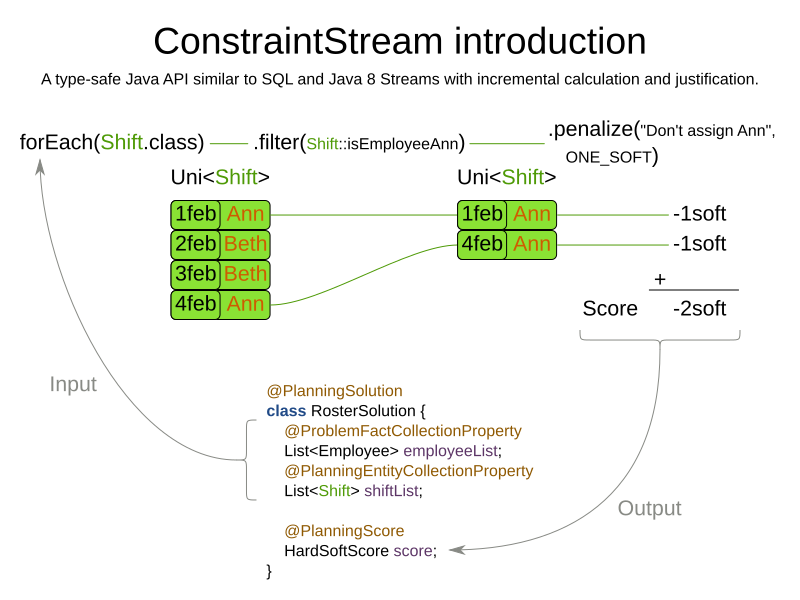 ConstraintStream introduction
A type-safe Java API similar to SQL and Java 8 Streams with incremental calculation and justification.
forEach(Shift.class)
.filter(Shift::isEmployeeAnn)
.penalize("Don't assign Ann",
ONE_SOFT)
Uni<Shift>
1feb Ann
2feb Beth
3feb Beth
4feb Ann
Uni<Shift>
1feb Ann
4feb Ann
-1soft
-1soft
+
Score -2soft
Input
@PlanningSolution
class RosterSolution {
@ProblemFactCollectionProperty
List<Employee> employeeList;
@PlanningEntityCollectionProperty
List<Shift> shiftList;
@PlanningScore
HardSoftScore score;
}
Output